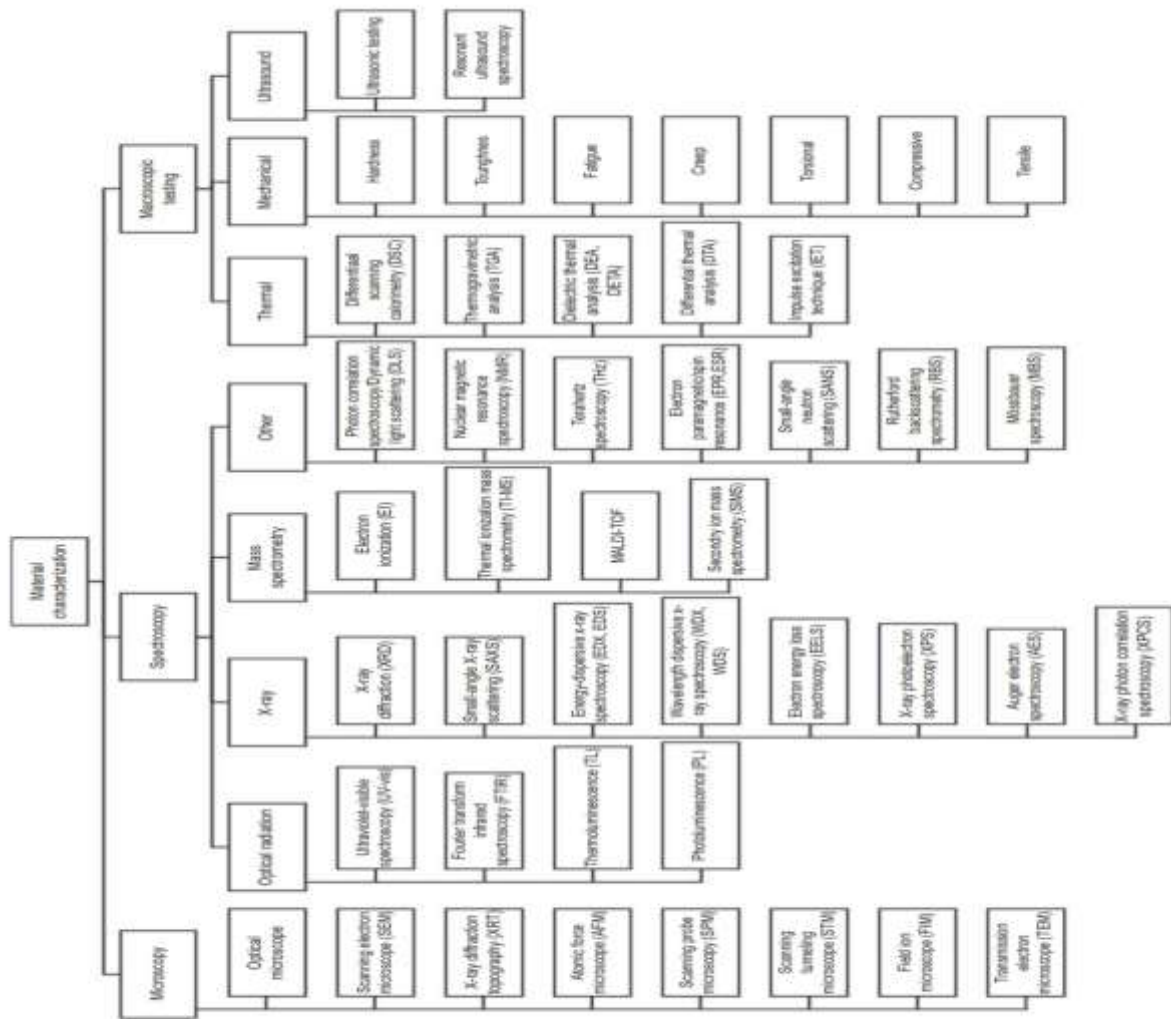 Material
characterization
Microscopy
Spectroscopy
Macroscopic
testing
Optical
microscope
Scanning electron
microscope (SEM)
X-ray diffraction
topography (XRT)
Atomic force
microscope (AFM)
Scanning probe
microscopy (SPM)
Scanning
tunneling
microscope (STM)
Field ion
microscope (FIM)
Transmission
electron
microscope (TEM)
Optical radiation
Ultraviolet-visible
spectroscopy (UV-vis)
Fourier transform
infrared
spectroscopy (FTIR)
Thermoluminescence (TL)
Photoluminescence (PL)
X-ray
X-ray
diffraction (XRD)
Small-angle X-ray
scattering (SAXS)
Energy-dispersive x-ray
spectroscopy (EDX, EDS)
Wavelength dispersive x-
ray spectroscopy (WDX,
WDS)
Electron energy loss
spectroscopy (EELS)
X-ray photoelectron
spectroscopy (XPS)
Auger electron
spectroscopy (AES)
X-ray photon correlation
spectroscopy (XPCS)
Mass
spectrometry
Electron
ionization (EI)
Thermal ionization mass
spectrometry (TI-MS)
MALDI-TOF
Secondry ion mass
spectrometry (SIMS)
Other
Photon correlation
spectroscopy/Dynamic
light scattering (DLS)
Nuclear magnetic
resonance
spectroscopy (NMR)
Terahertz
spectroscopy (THz)
Electron
paramagnetic/spin
resonance (EPR,ESR)
Small-angle
neutron
scattering (SANS)
Rutherford
backscattering
spectrometry (RBS)
Mössbauer
spectroscopy (MBS)
Thermal
Differentiaal
scanning
calorimetry (DSC)
Thermogravimetric
analysis (TGA)
Dielectric thermal
analysis (DEA,
DETA)
Differential thermal
analysis (DTA)
Impulse excitation
technique (IET)
Mechanical
Hardness
Tounghnes
Fatigue
Creep
Torsional
Compressive
Tensile
Ultrasound
Ultrasonic testing
Resonant
ultrasound
spectroscopy